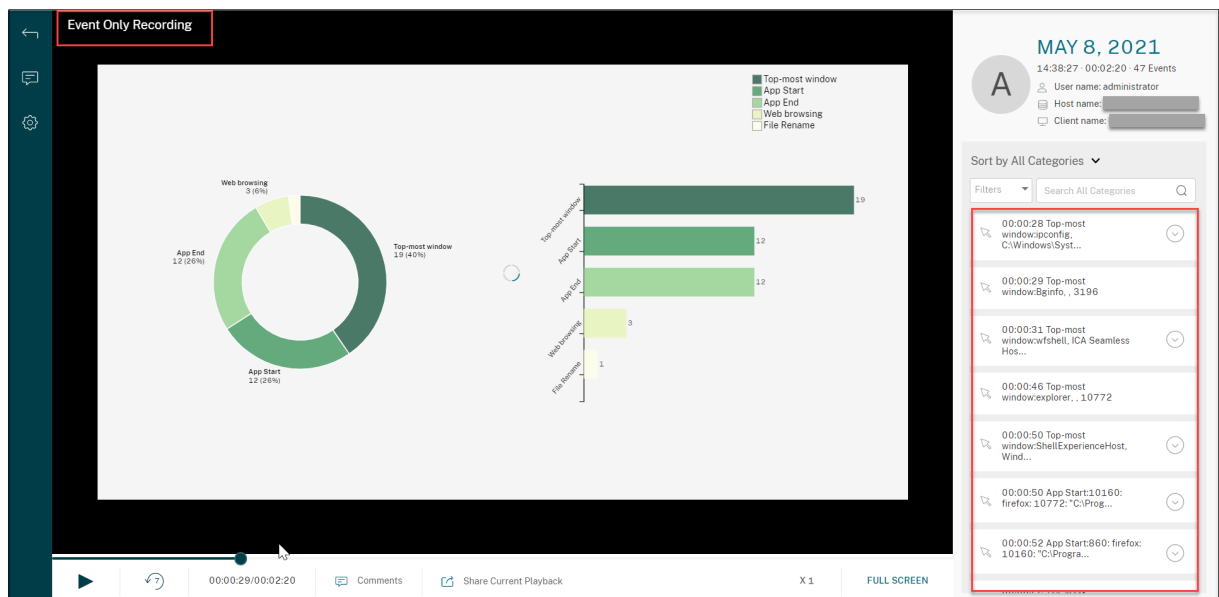 Event Only Recording
Top-most window
App Start
App End
Web browsing
File Rename
Web browsing
3 (6%)
Top-most window
19 (40%)
App End
12 (26%)
App Start
12 (26%)
Top-most window
19
App Start
12
App End
12
Web browsing
3
File Rename
1
7
00:00:29/00:02:20
Comments
Share Current Playback
X 1
FULL SCREEN
A
MAY 8, 2021
14:38:27 · 00:02:20 · 47 Events
User name: administrator
Host name:
Client name:
Sort by All Categories
Filters
Search All Categories
00:00:28 Top-most
window:ipconfig,
C:\Windows\Syst...
00:00:29 Top-most
window:Bginfo, , 3196
00:00:31 Top-most
window:wfshell, ICA Seamless
Hos...
00:00:46 Top-most
window:explorer, , 10772
00:00:50 Top-most
window:ShellExperienceHost,
Wind...
00:00:50 App Start:10160:
firefox: 10772: "C:\Prog...
00:00:52 App Start:860: firefox:
10160: "C:\Progra...